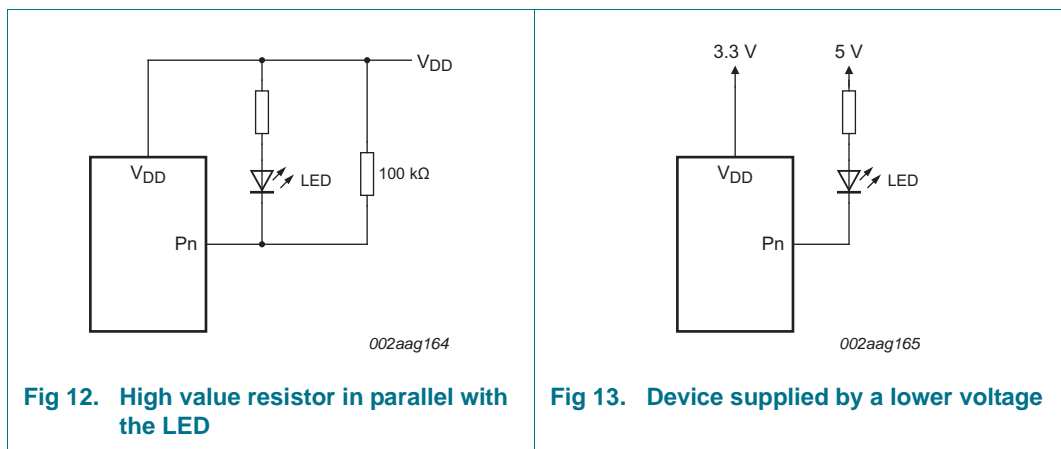 VDD
VDD
LED
100 kΩ
Pn
002aag164
Fig 12. High value resistor in parallel with
the LED
3.3 V
5 V
VDD
LED
Pn
002aag165
Fig 13. Device supplied by a lower voltage